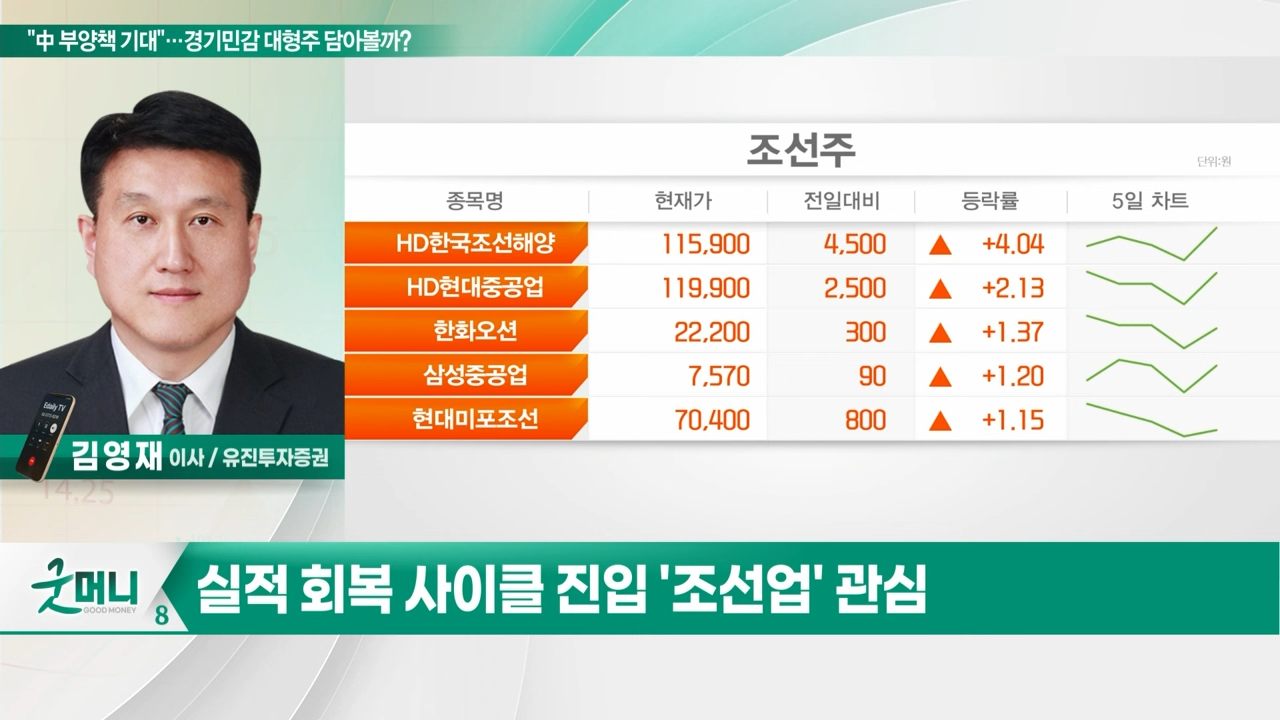 "中 부양책 기대"…경기민감 대형주 담아볼까?
조선주
단위:원
종목명 현재가 전일대비 등락률 5일 차트
HD한국조선해양 115,900 4,500 ▲ +4.04
HD현대중공업 119,900 2,500 ▲ +2.13
한화오션 22,200 300 ▲ +1.37
삼성중공업 7,570 90 ▲ +1.20
현대미포조선 70,400 800 ▲ +1.15
Edaily TV
김영재 이사 / 유진투자증권
14.25
굿머니
GOOD MONEY
8
실적 회복 사이클 진입 '조선업' 관심